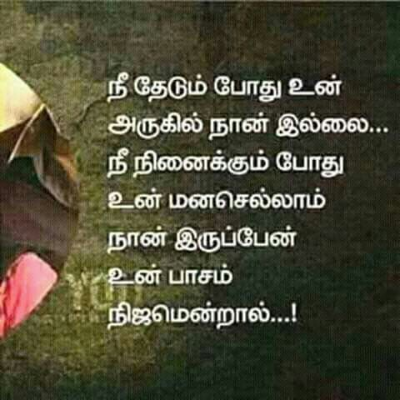 நீ தேடும் போது உன்
அருகில் நான் இல்லை...
நீ நினைக்கும் போது
உன் மனசெல்லாம்
நான் இருப்பேன்
உன் பாசம்
நிஜமென்றால்...!